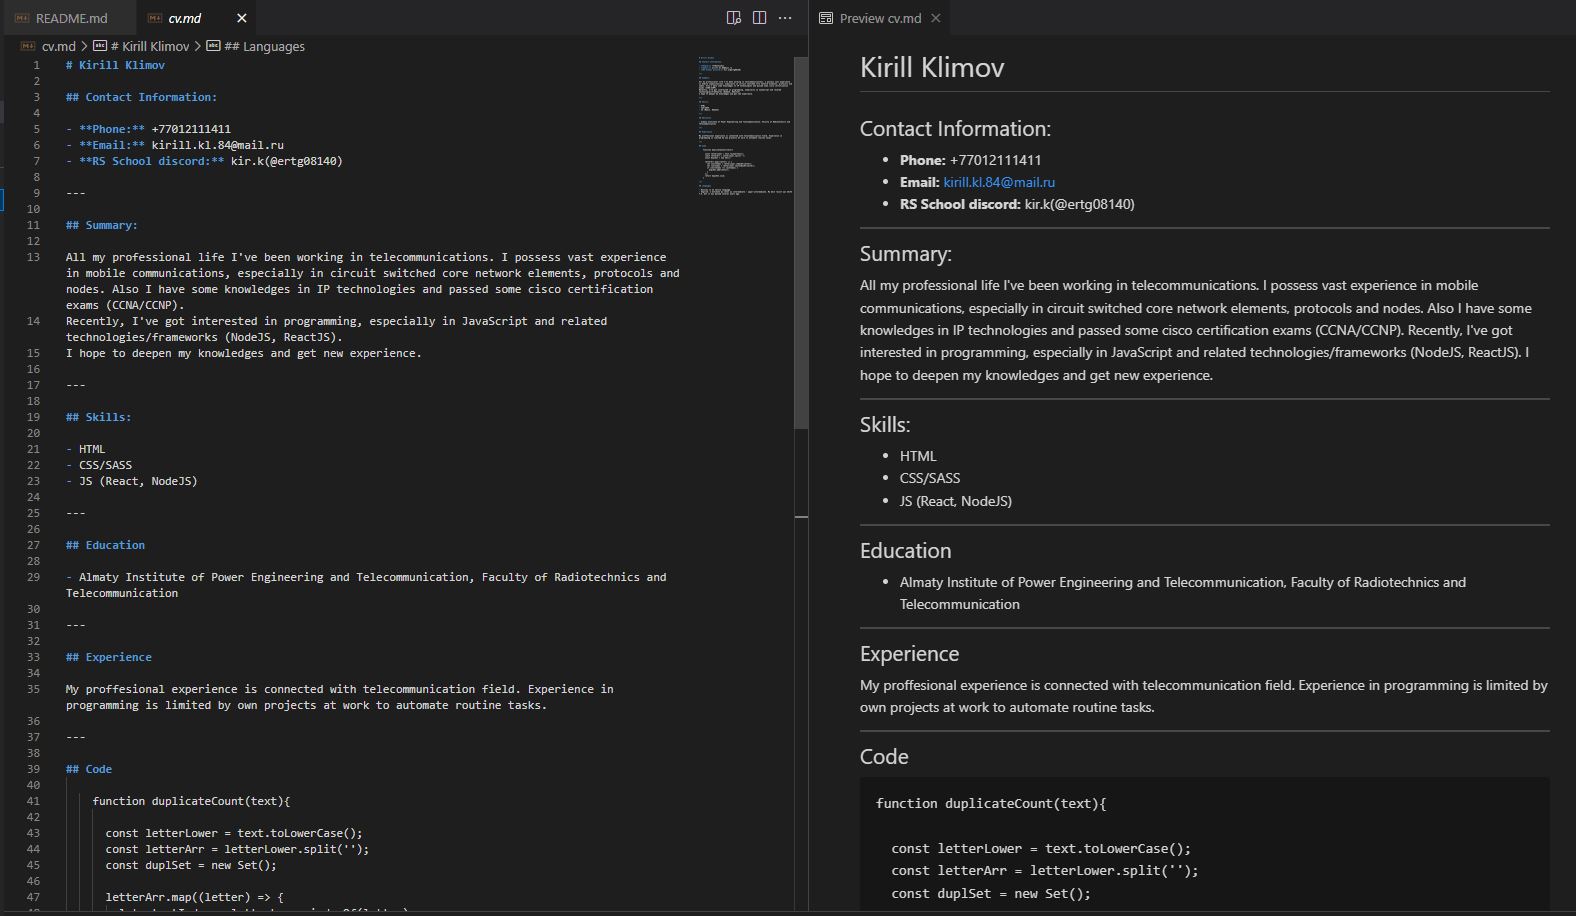 README.md
cv.md
Preview cv.md
cv.md > # Kirill Klimov > ## Languages
1 # Kirill Klimov
2
3 ## Contact Information:
4
5 - **Phone:** +77012111411
6 - **Email:** kirill.kl.84@mail.ru
7 - **RS School discord:** kir.k(@ertg08140)
8
9 ---
10
11 ## Summary:
12
13 All my professional life I've been working in telecommunications. I possess vast experience
in mobile communications, especially in circuit switched core network elements, protocols and
nodes. Also I have some knowledges in IP technologies and passed some cisco certification
exams (CCNA/CCNP).
14 Recently, I've got interested in programming, especially in JavaScript and related
technologies/frameworks (NodeJS, ReactJS).
15 I hope to deepen my knowledges and get new experience.
16
17 ---
18
19 ## Skills:
20
21 - HTML
22 - CSS/SASS
23 - JS (React, NodeJS)
24
25 ---
26
27 ## Education
28
29 - Almaty Institute of Power Engineering and Telecommunication, Faculty of Radiotechnics and
Telecommunication
30
31 ---
32
33 ## Experience
34
35 My proffesional experience is connected with telecommunication field. Experience in
programming is limited by own projects at work to automate routine tasks.
36
37 ---
38
39 ## Code
40
41 function duplicateCount(text){
42
43 const letterLower = text.toLowerCase();
44 const letterArr = letterLower.split('');
45 const duplSet = new Set();
46
47 letterArr.map((letter) => {
Kirill Klimov
Contact Information:
• Phone: +77012111411
• Email: kirill.kl.84@mail.ru
• RS School discord: kir.k(@ertg08140)
Summary:
All my professional life I've been working in telecommunications. I possess vast experience in mobile
communications, especially in circuit switched core network elements, protocols and nodes. Also I have some
knowledges in IP technologies and passed some cisco certification exams (CCNA/CCNP). Recently, I've got
interested in programming, especially in JavaScript and related technologies/frameworks (NodeJS, ReactJS). I
hope to deepen my knowledges and get new experience.
Skills:
• HTML
• CSS/SASS
• JS (React, NodeJS)
Education
• Almaty Institute of Power Engineering and Telecommunication, Faculty of Radiotechnics and
Telecommunication
Experience
My proffesional experience is connected with telecommunication field. Experience in programming is limited by
own projects at work to automate routine tasks.
Code
function duplicateCount(text){
const letterLower = text.toLowerCase();
const letterArr = letterLower.split('');
const duplSet = new Set();